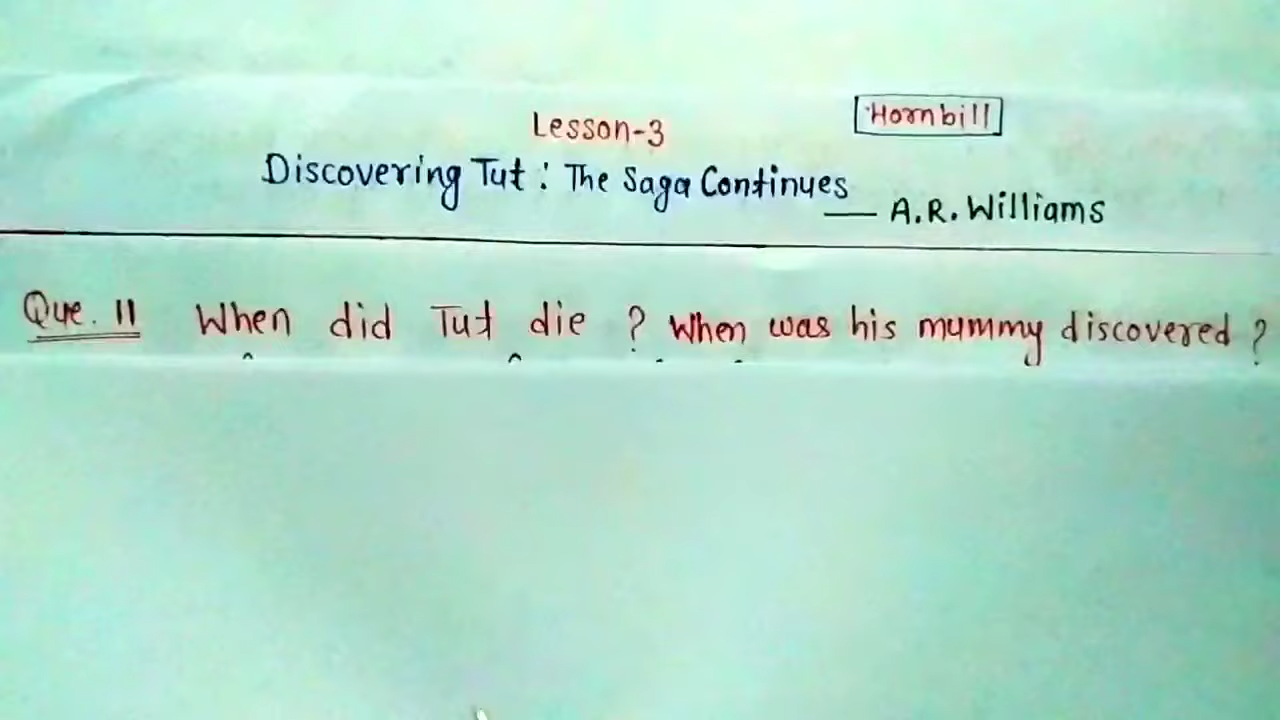 Lesson-3
Hornbill
Discovering Tut : The Saga Continues
— A.R. Williams
Que. 11 When did Tut die ? When was his mummy discovered ?